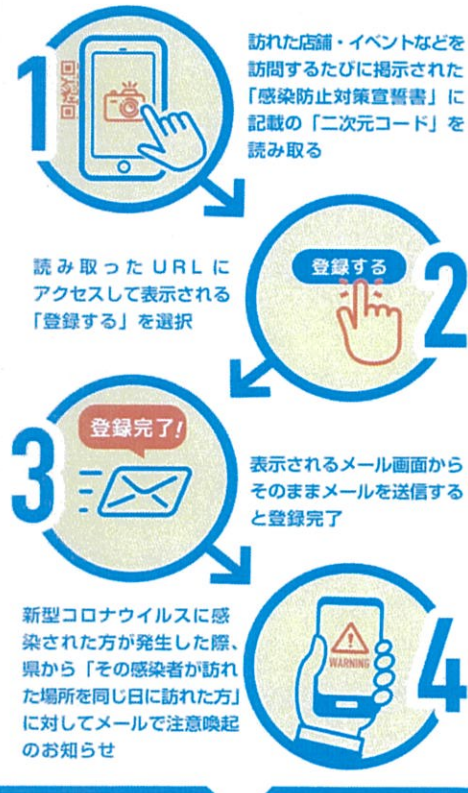 1
訪れた店舗・イベントなどを
訪問するたびに掲示された
「感染防止対策宣誓書」に
記載の「二次元コード」を
読み取る
読み取ったURLに
アクセスして表示される
「登録する」を選択
登録する
2
3
登録完了!
表示されるメール画面から
そのままメールを送信する
と登録完了
新型コロナウイルスに感
染された方が発生した際、
県から「その感染者が訪れ
た場所を同じ日に訪れた方」
に対してメールで注意喚起
のお知らせ
WARNING
4